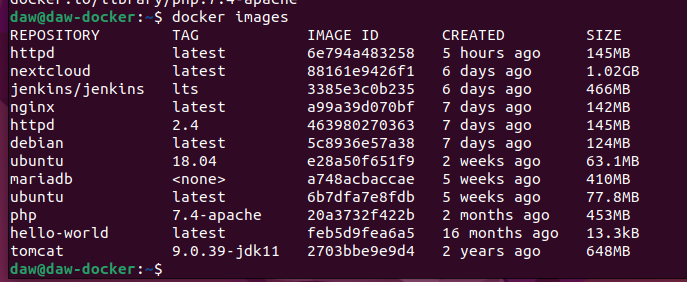 docker.io/library/php:7.4-apache
daw@daw-docker:~$ docker images
REPOSITORY TAG IMAGE ID CREATED SIZE
httpd latest 6e794a483258 5 hours ago 145MB
nextcloud latest 88161e9426f1 6 days ago 1.02GB
jenkins/jenkins lts 3385e3c0b235 6 days ago 466MB
nginx latest a99a39d070bf 7 days ago 142MB
httpd 2.4 463980270363 7 days ago 145MB
debian latest 5c8936e57a38 7 days ago 124MB
ubuntu 18.04 e28a50f651f9 2 weeks ago 63.1MB
mariadb <none> a748acbaccae 5 weeks ago 410MB
ubuntu latest 6b7dfa7e8fdb 5 weeks ago 77.8MB
php 7.4-apache 20a3732f422b 2 months ago 453MB
hello-world latest feb5d9fea6a5 16 months ago 13.3kB
tomcat 9.0.39-jdk11 2703bbe9e9d4 2 years ago 648MB
daw@daw-docker:~$